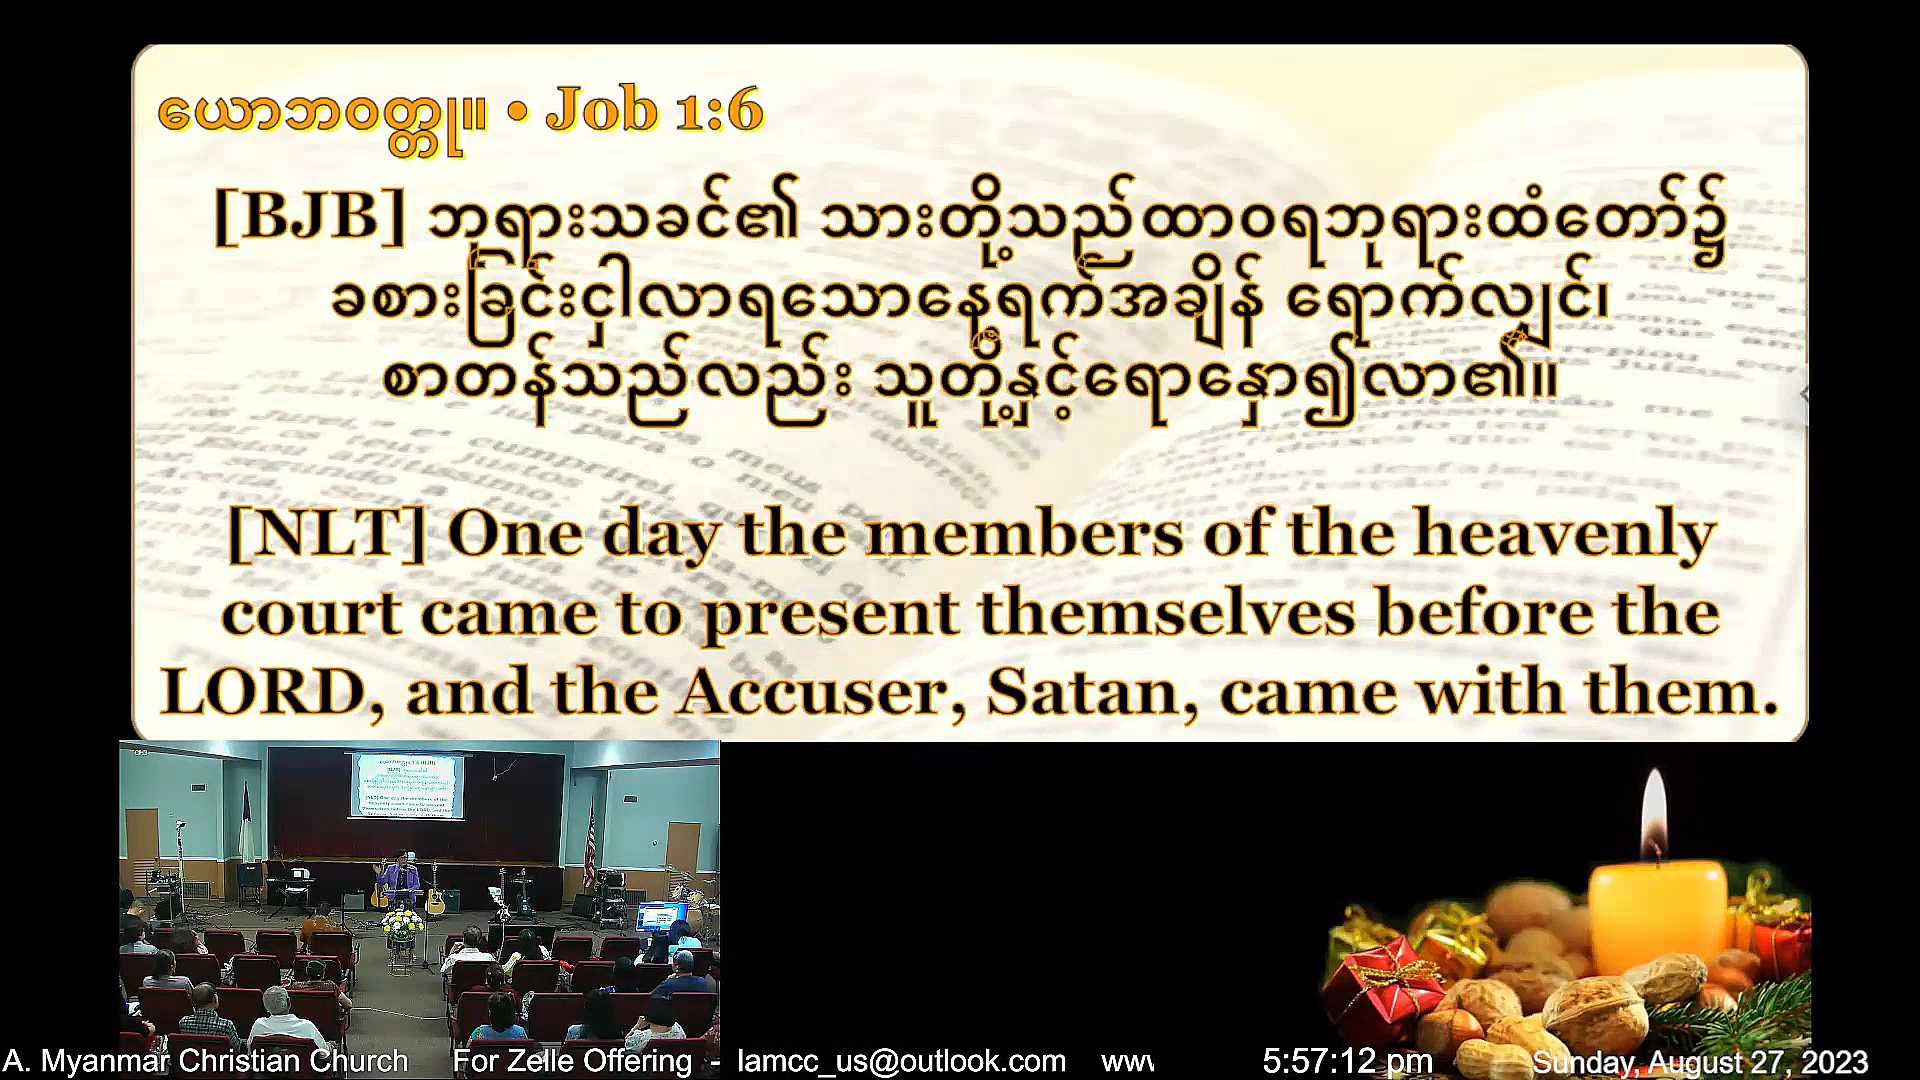 ယောဘဝတ္တု။ • Job 1:6
[BJB] ဘုရားသခင်၏ သားတို့သည်ထာဝရဘုရားထံတော်၌
ခစားခြင်းငှါလာရသောနေ့ရက်အချိန် ရောက်လျှင်၊
စာတန်သည်လည်း သူတို့နှင့်ရောနှော၍လာ၏။
[NLT] One day the members of the heavenly
court came to present themselves before the
LORD, and the Accuser, Satan, came with them.
A. Myanmar Christian Church For Zelle Offering - lamcc_us@outlook.com www
5:57:12 pm
Sunday, August 27, 2023